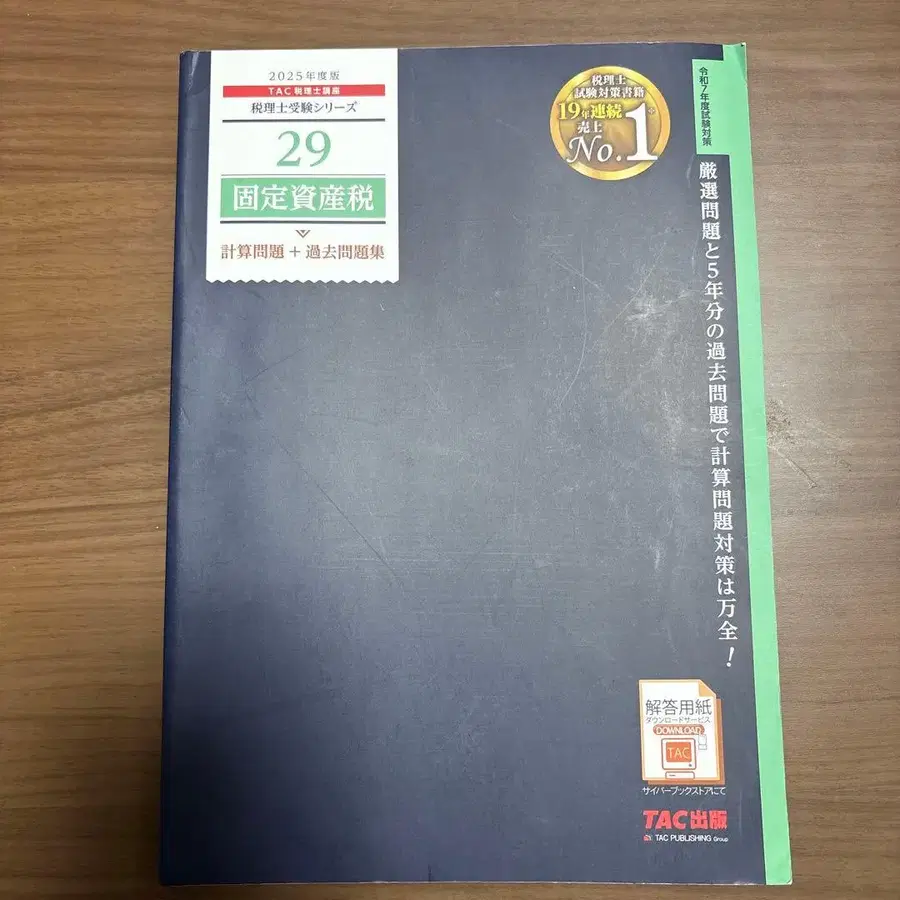 2025年度版
TAC税理士講座
税理士受験シリーズ
29
固定資産税
計算問題＋過去問題集
税理士
試験対策書籍
19年連続
売上
No.1
令和7年度試験対策
厳選問題と5年分の過去問題で計算問題対策は万全！
解答用紙
ダウンロードサービス
DOWNLOAD
TAC
サイバーブックストアにて
TAC出版
TAC PUBLISHING Group